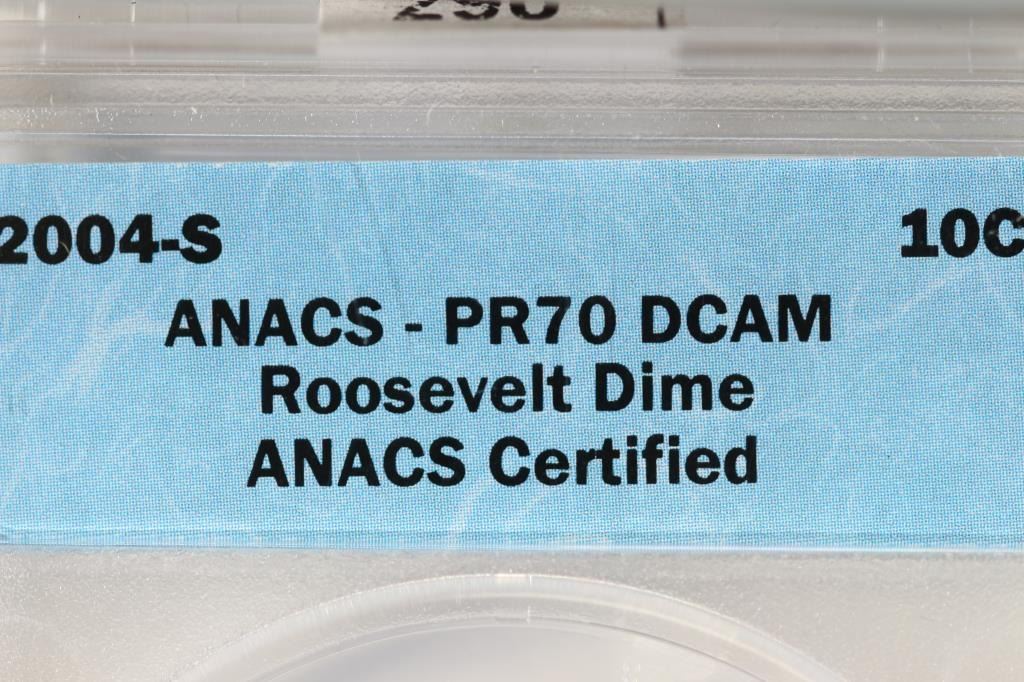 2004-S 10C
ANACS - PR70 DCAM
Roosevelt Dime
ANACS Certified